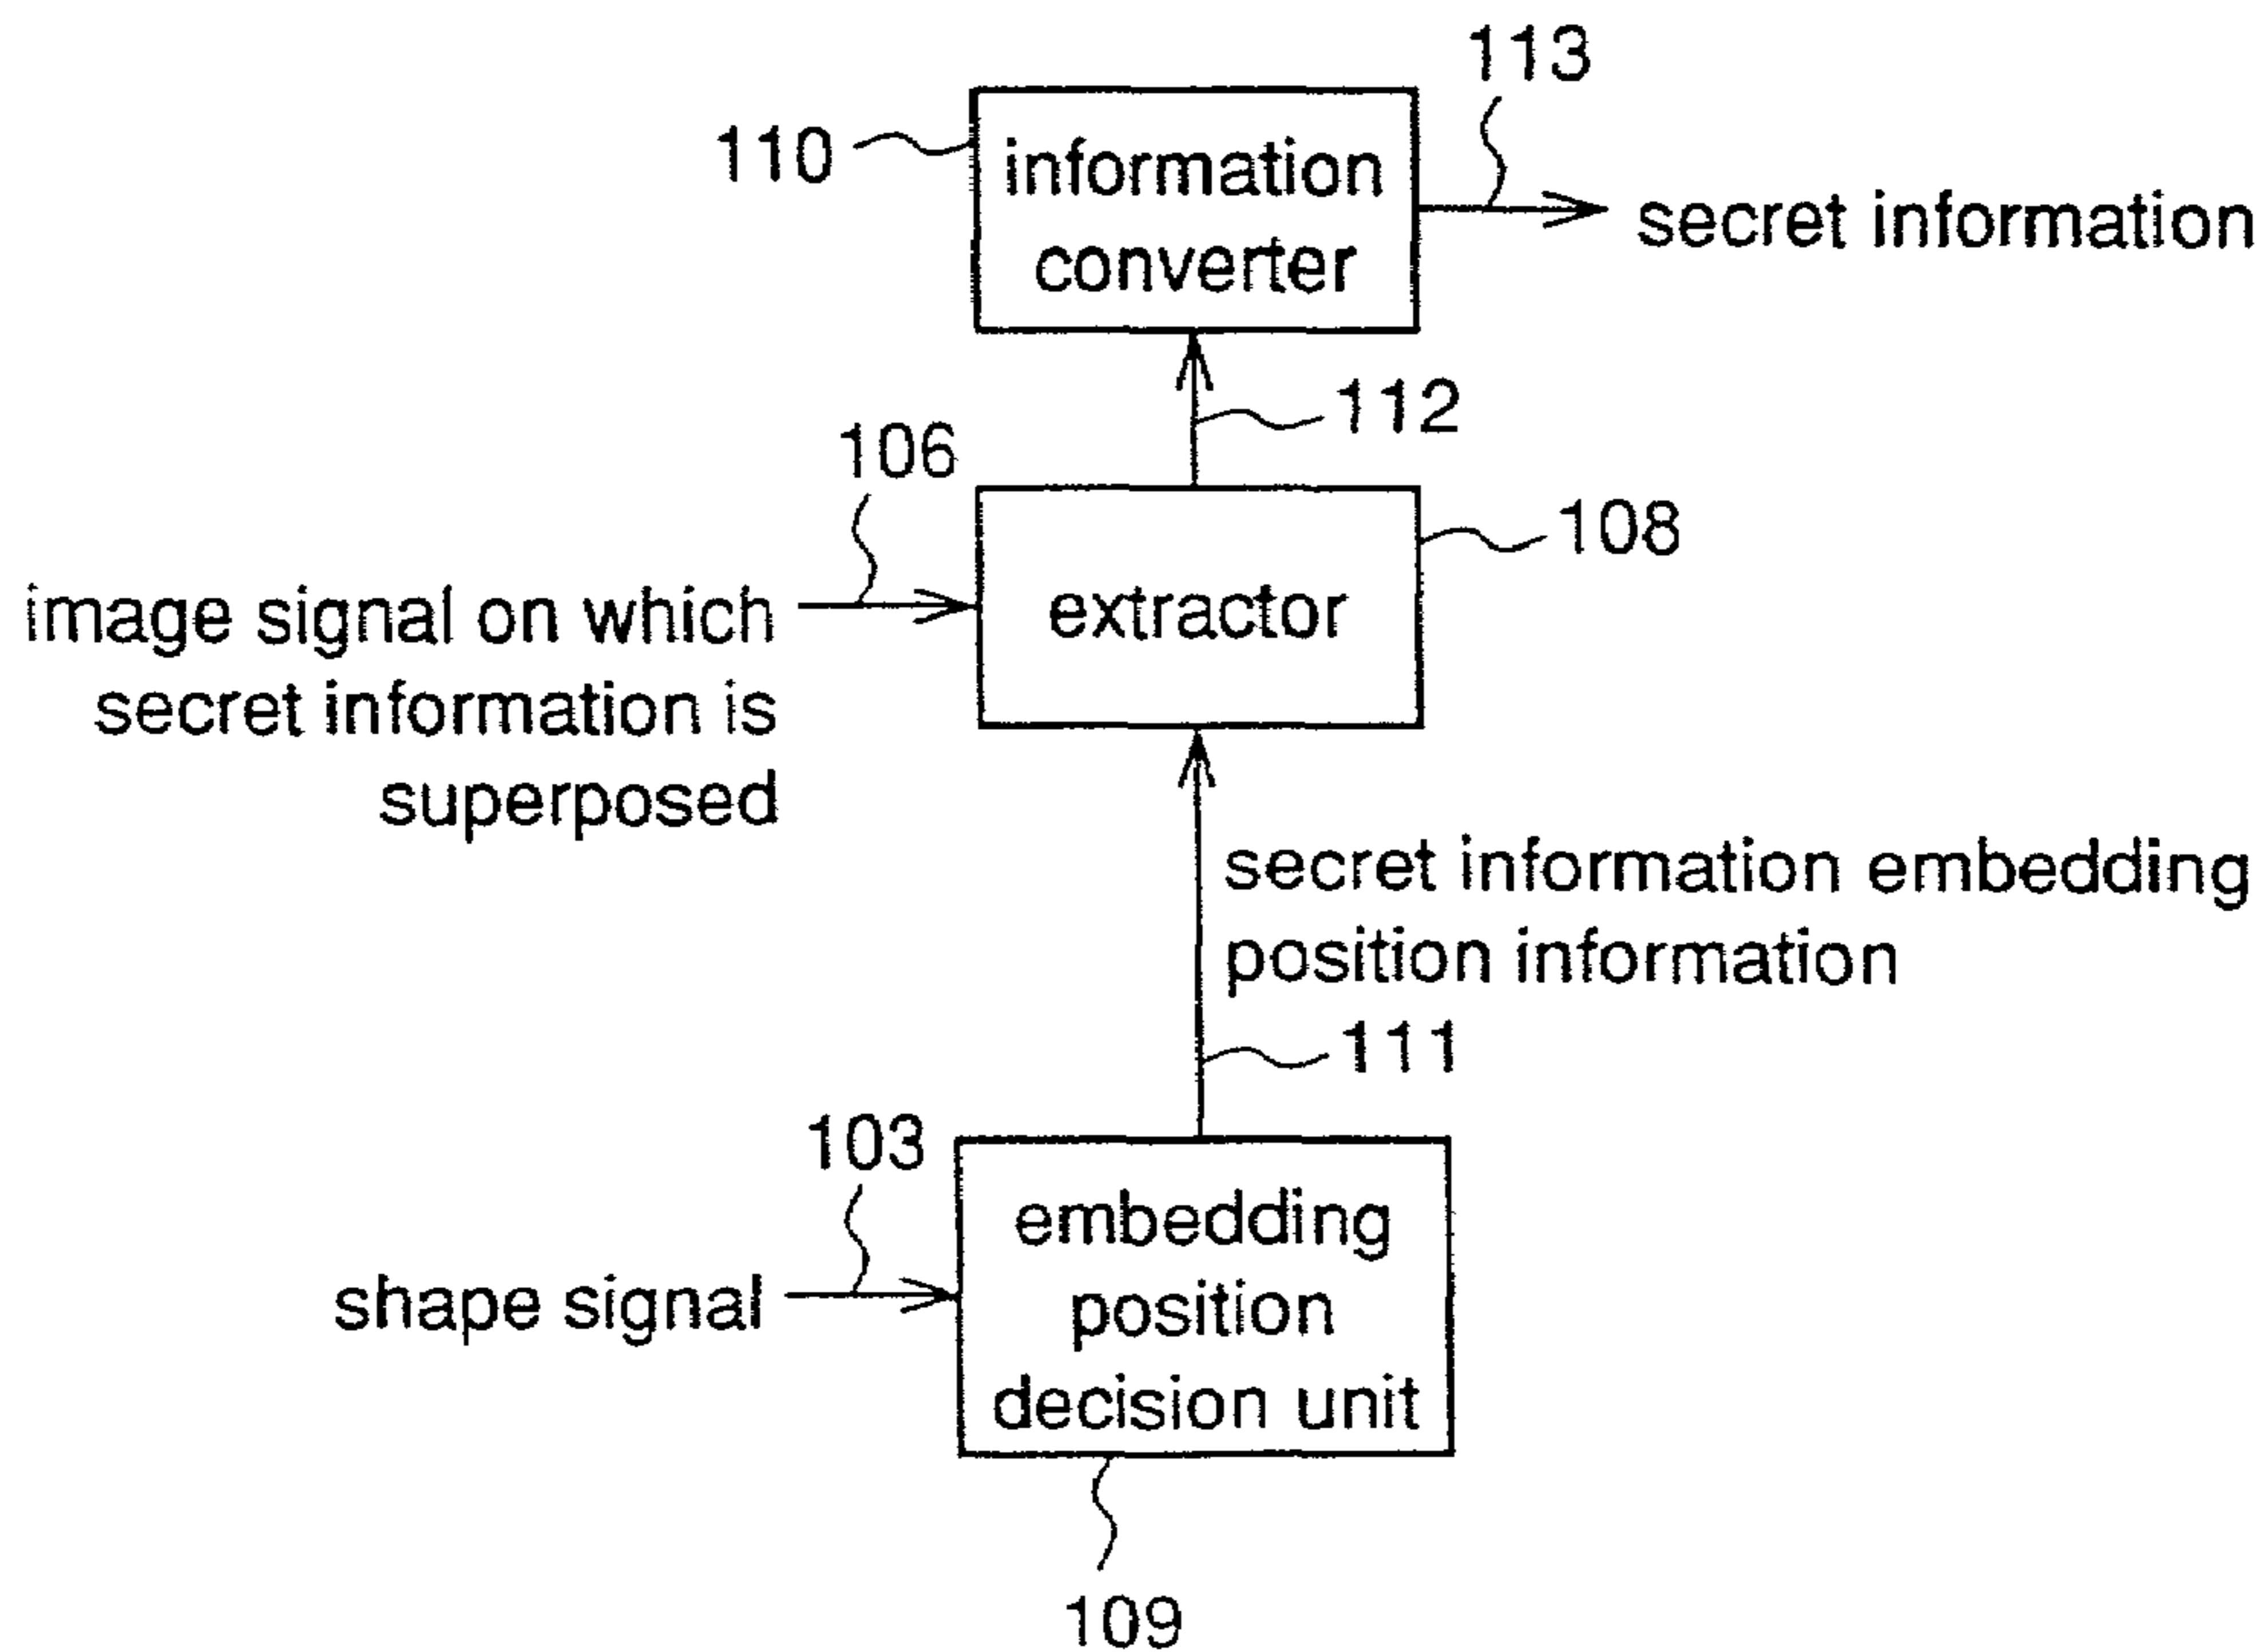 113
110
information
converter
secret information
112
106
108
extractor
image signal on which
secret information is
superposed
secret information embedding
position information
111
103
embedding
position
decision unit
shape signal
109